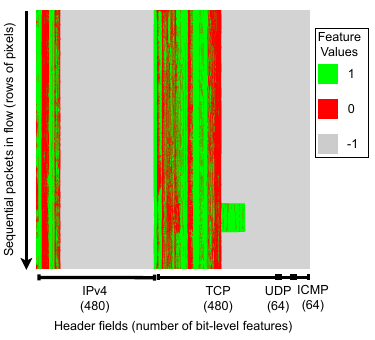 Sequential packets in flow (rows of pixels)
Feature
Values
1
0
-1
IPv4
(480)
TCP
(480)
UDP
(64)
ICMP
(64)
Header fields (number of bit-level features)